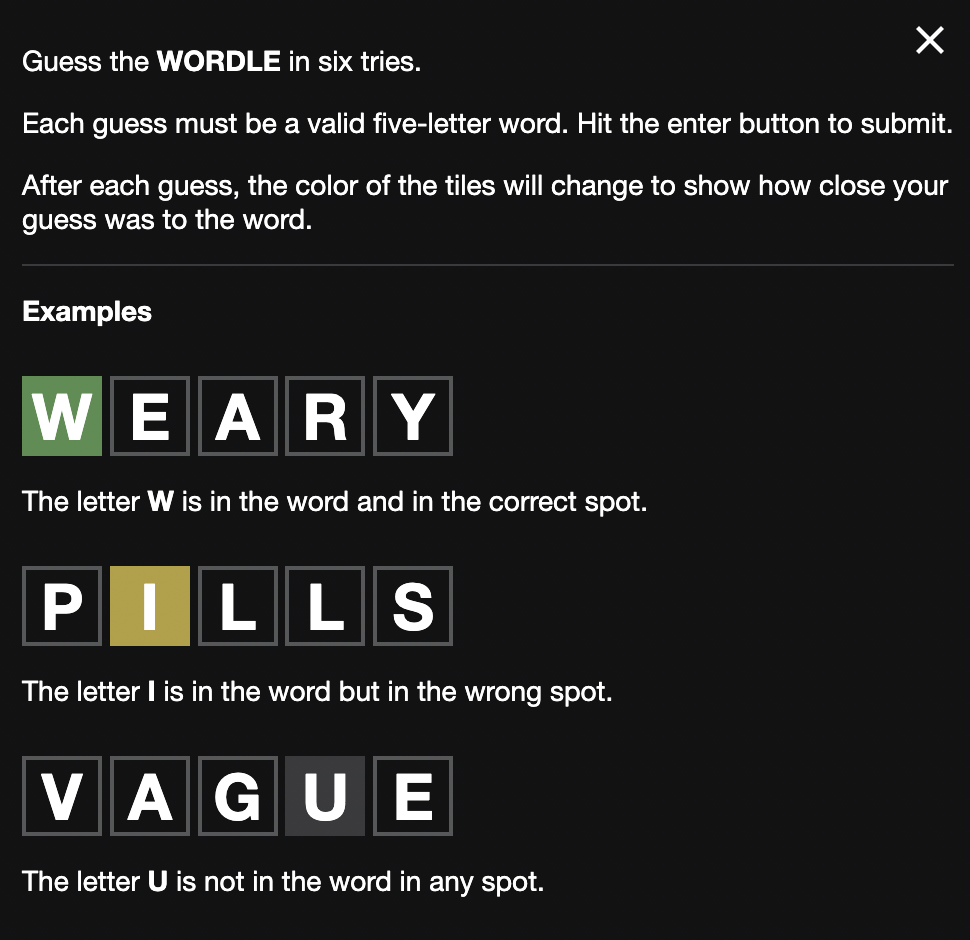 Guess the WORDLE in six tries.
Each guess must be a valid five-letter word. Hit the enter button to submit.
After each guess, the color of the tiles will change to show how close your
guess was to the word.
Examples
WEARY
The letter W is in the word and in the correct spot.
PILLS
The letter I is in the word but in the wrong spot.
VAGUE
The letter U is not in the word in any spot.